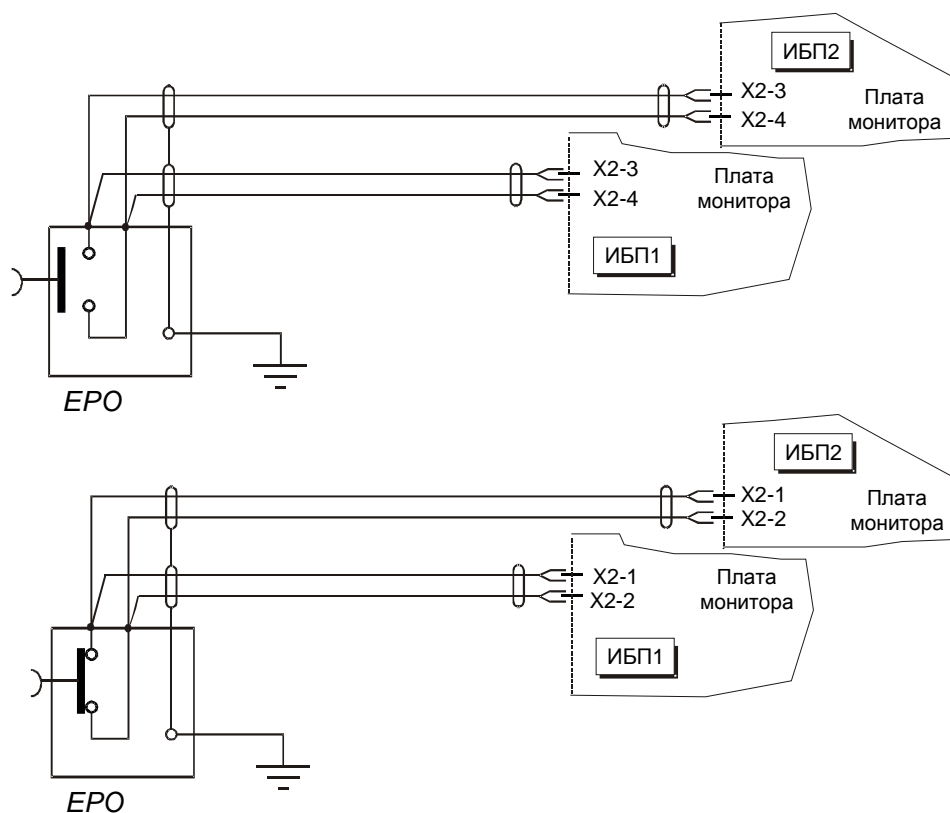 ИБП2
X2-3
Плата
X2-4
монитора
X2-3
Плата
X2-4
монитора
ИБП1
EPO
ИБП2
X2-1
Плата
X2-2
монитора
X2-1
Плата
X2-2
монитора
ИБП1
EPO